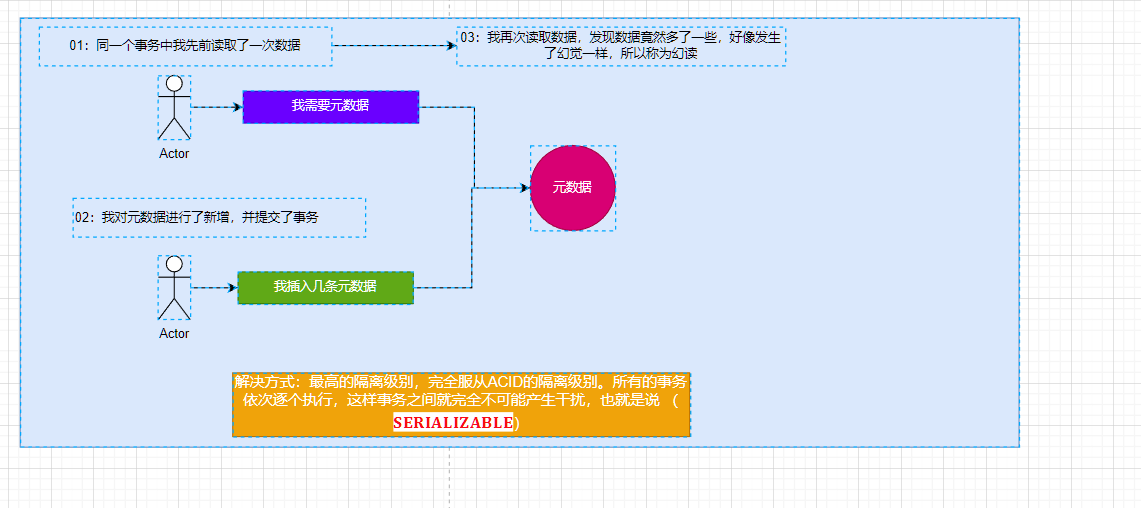 01：同一个事务中我先前读取了一次数据
03：我再次读取数据，发现数据竟然多了一些，好像发生
了幻觉一样，所以称为幻读
我需要元数据
Actor
元数据
02：我对元数据进行了新增，并提交了事务
我插入几条元数据
Actor
解决方式：最高的隔离级别，完全服从ACID的隔离级别。所有的事务
依次逐个执行，这样事务之间就完全不可能产生干扰，也就是说 （
SERIALIZABLE）